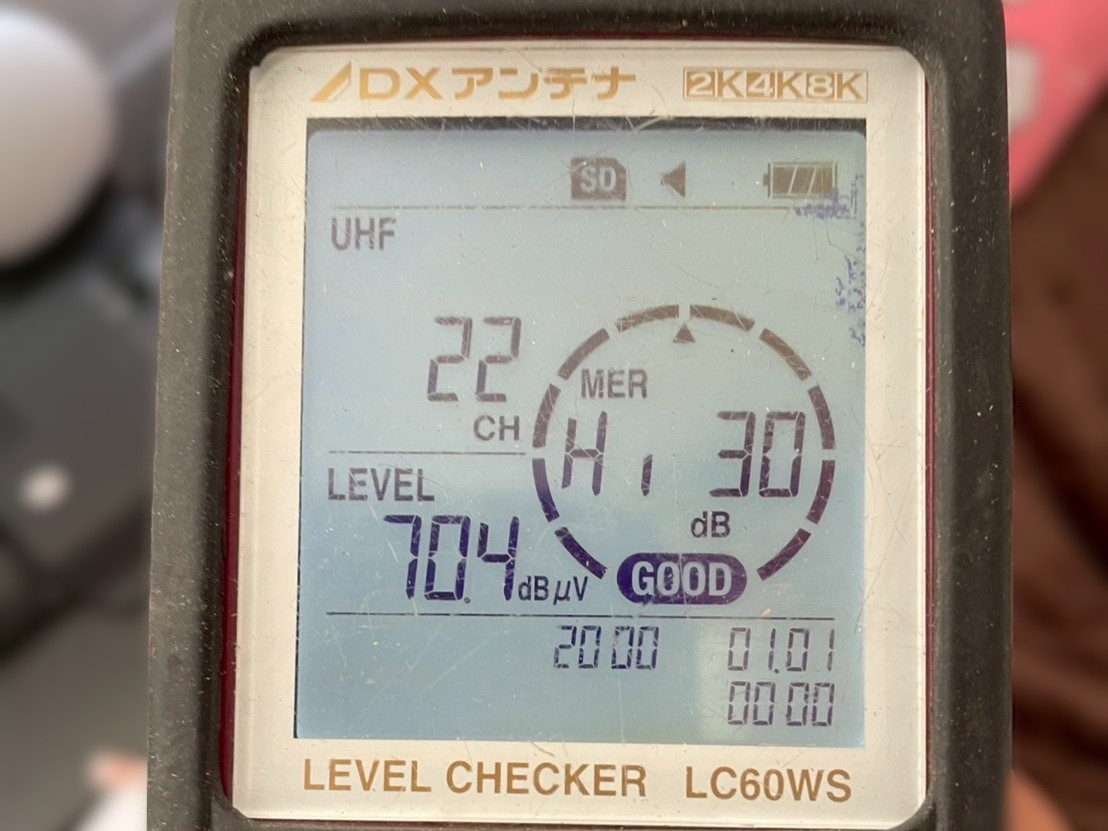 DXアンテナ 2K4K8K
SD
UHF
22
CH
MER
Hi 30
dB
LEVEL
70.4 dBμV
GOOD
2000 01.01
00 00
LEVEL CHECKER LC60WS